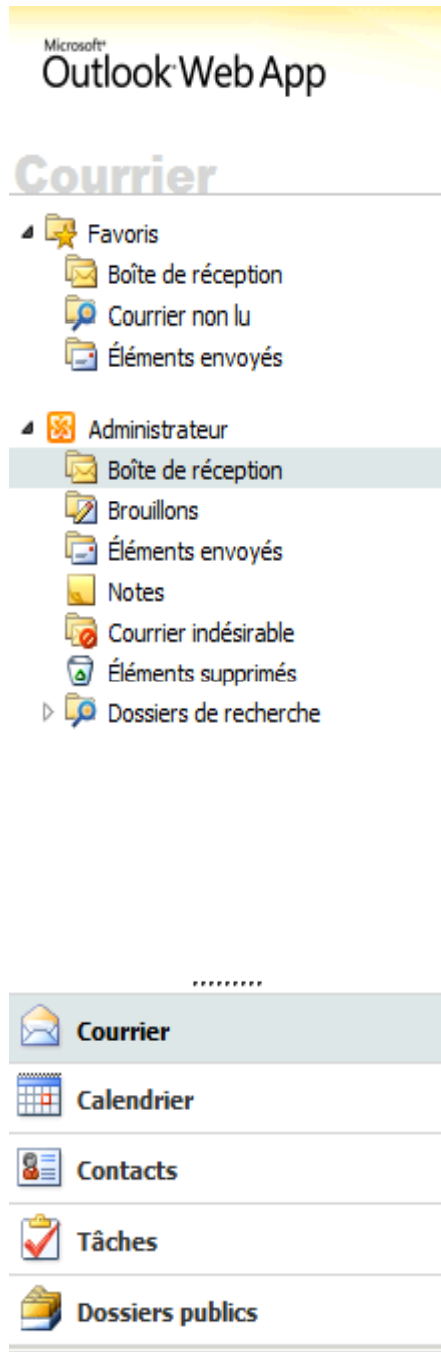 Microsoft®
Outlook Web App
Courrier
Favoris
Boîte de réception
Courrier non lu
Éléments envoyés
Administrateur
Boîte de réception
Brouillons
Éléments envoyés
Notes
Courrier indésirable
Éléments supprimés
Dossiers de recherche
Courrier
Calendrier
Contacts
Tâches
Dossiers publics